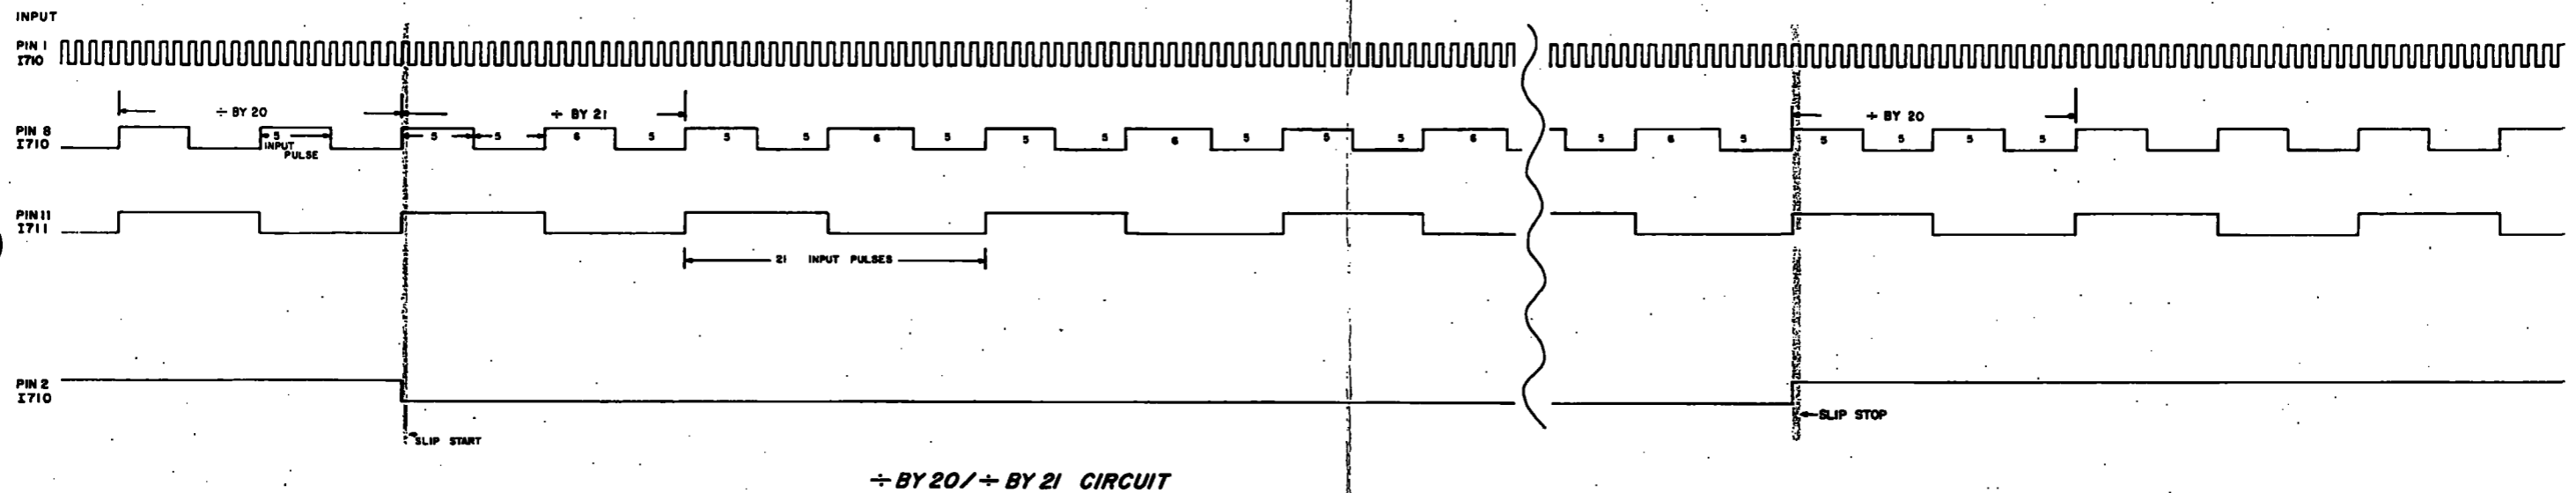 INPUT
PIN 1
I710
÷ BY 20
÷ BY 21
÷ BY 20
PIN 8
I710
5
INPUT
PULSE
5 5 6 5 5 5 6 5 5 5 6 5 5 5 6 5 6 5 5 5 5 5
PIN 11
I711
21 INPUT PULSES
PIN 2
I710
SLIP START
SLIP STOP
÷ BY 20/÷ BY 21 CIRCUIT